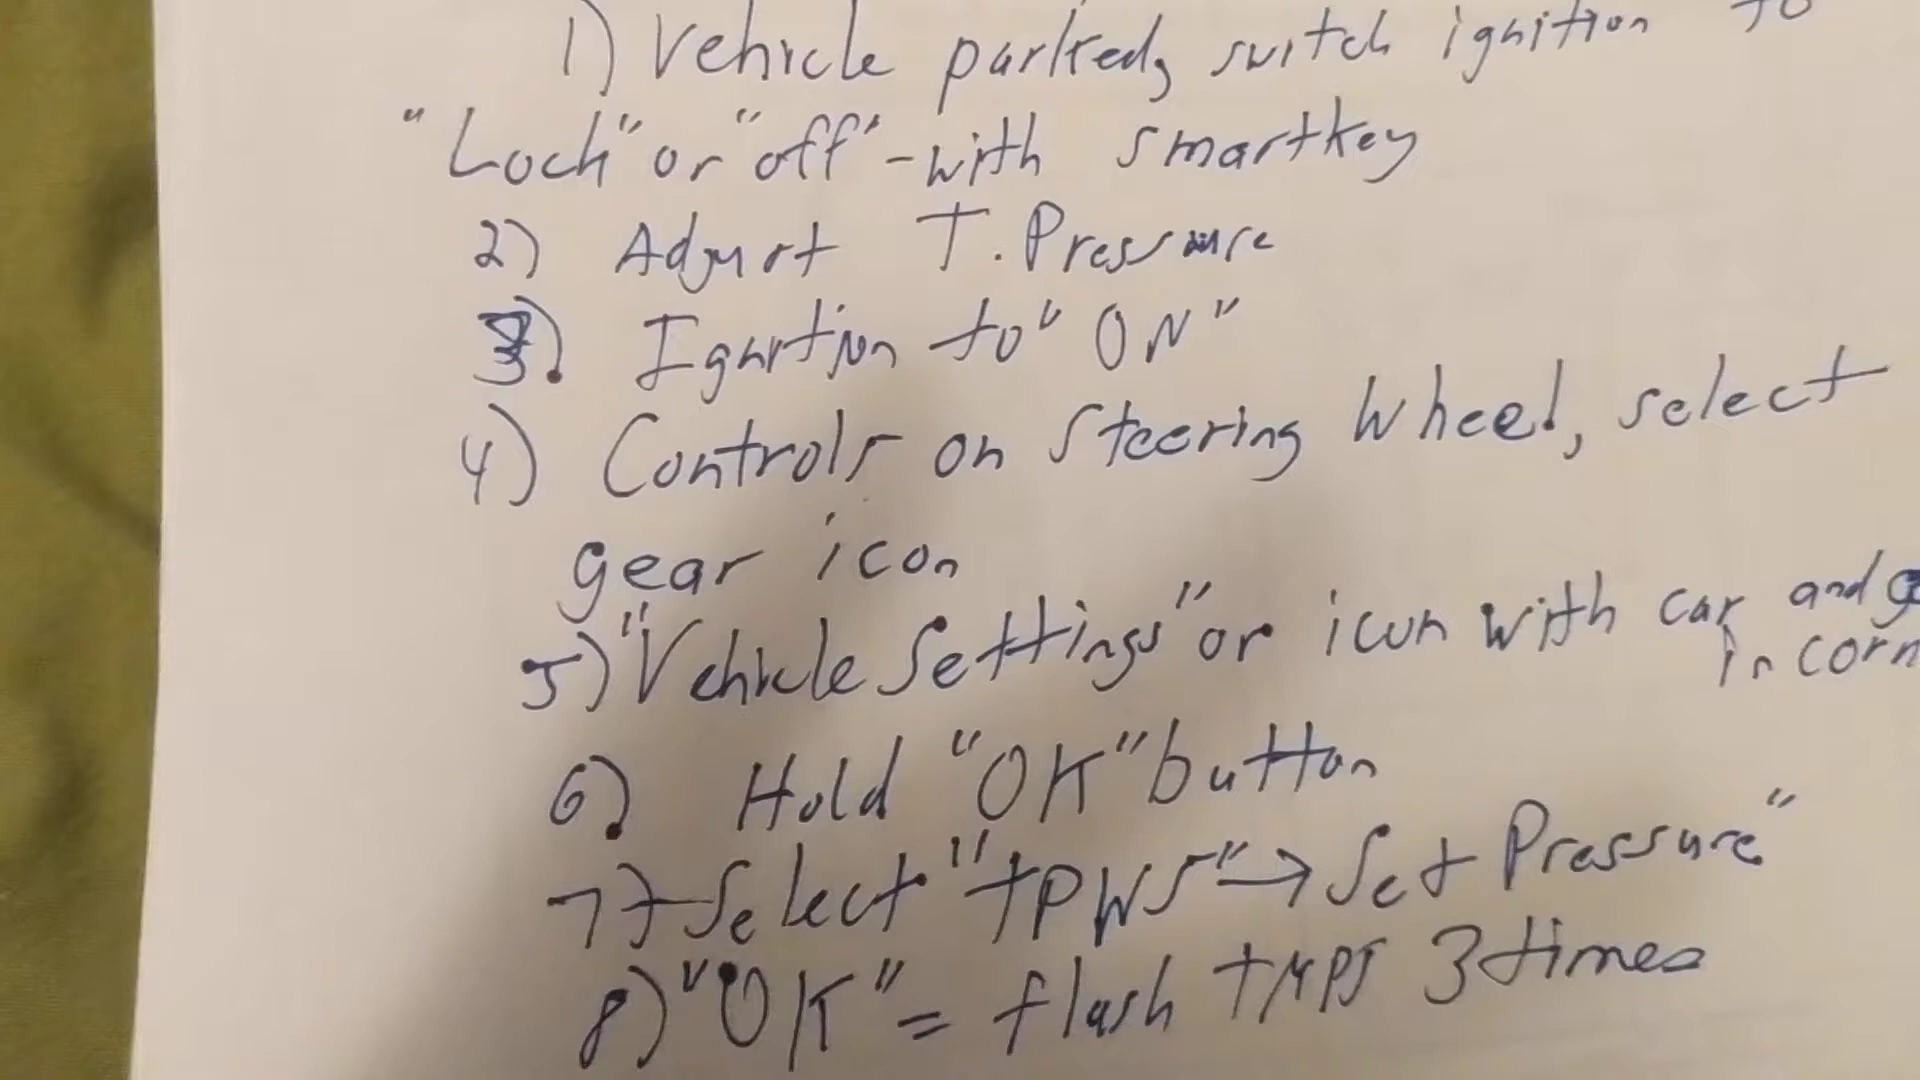 1) Vehicle parked, switch ignition to
"Lock" or "off" - with smartkey
2) Adjust T. Pressure
3). Ignition to "ON"
4) Controls on Steering Wheel, select
gear icon
5) "Vehicle Settings" or icon with car and g
in corn
6) Hold "OK" button
7) Select "TPWS" → Set Pressure"
8) "OK" = flash TMPS 3 times